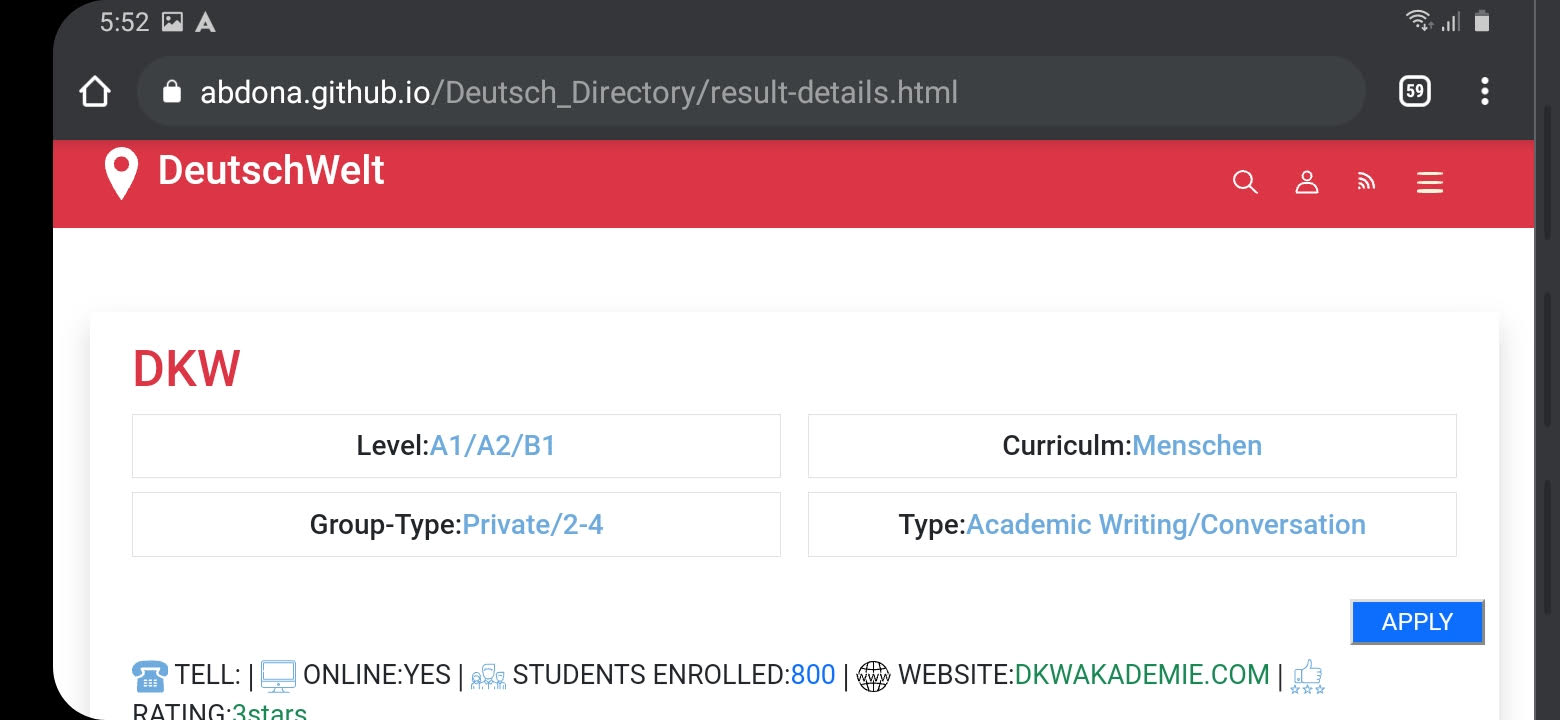 5:52
abdona.github.io/Deutsch_Directory/result-details.html 59
DeutschWelt
DKW
Level:A1/A2/B1 Curriculm:Menschen
Group-Type:Private/2-4 Type:Academic Writing/Conversation
APPLY
TELL: | ONLINE:YES | STUDENTS ENROLLED:800 | WWW WEBSITE:DKWAKADEMIE.COM |
RATING:3stars